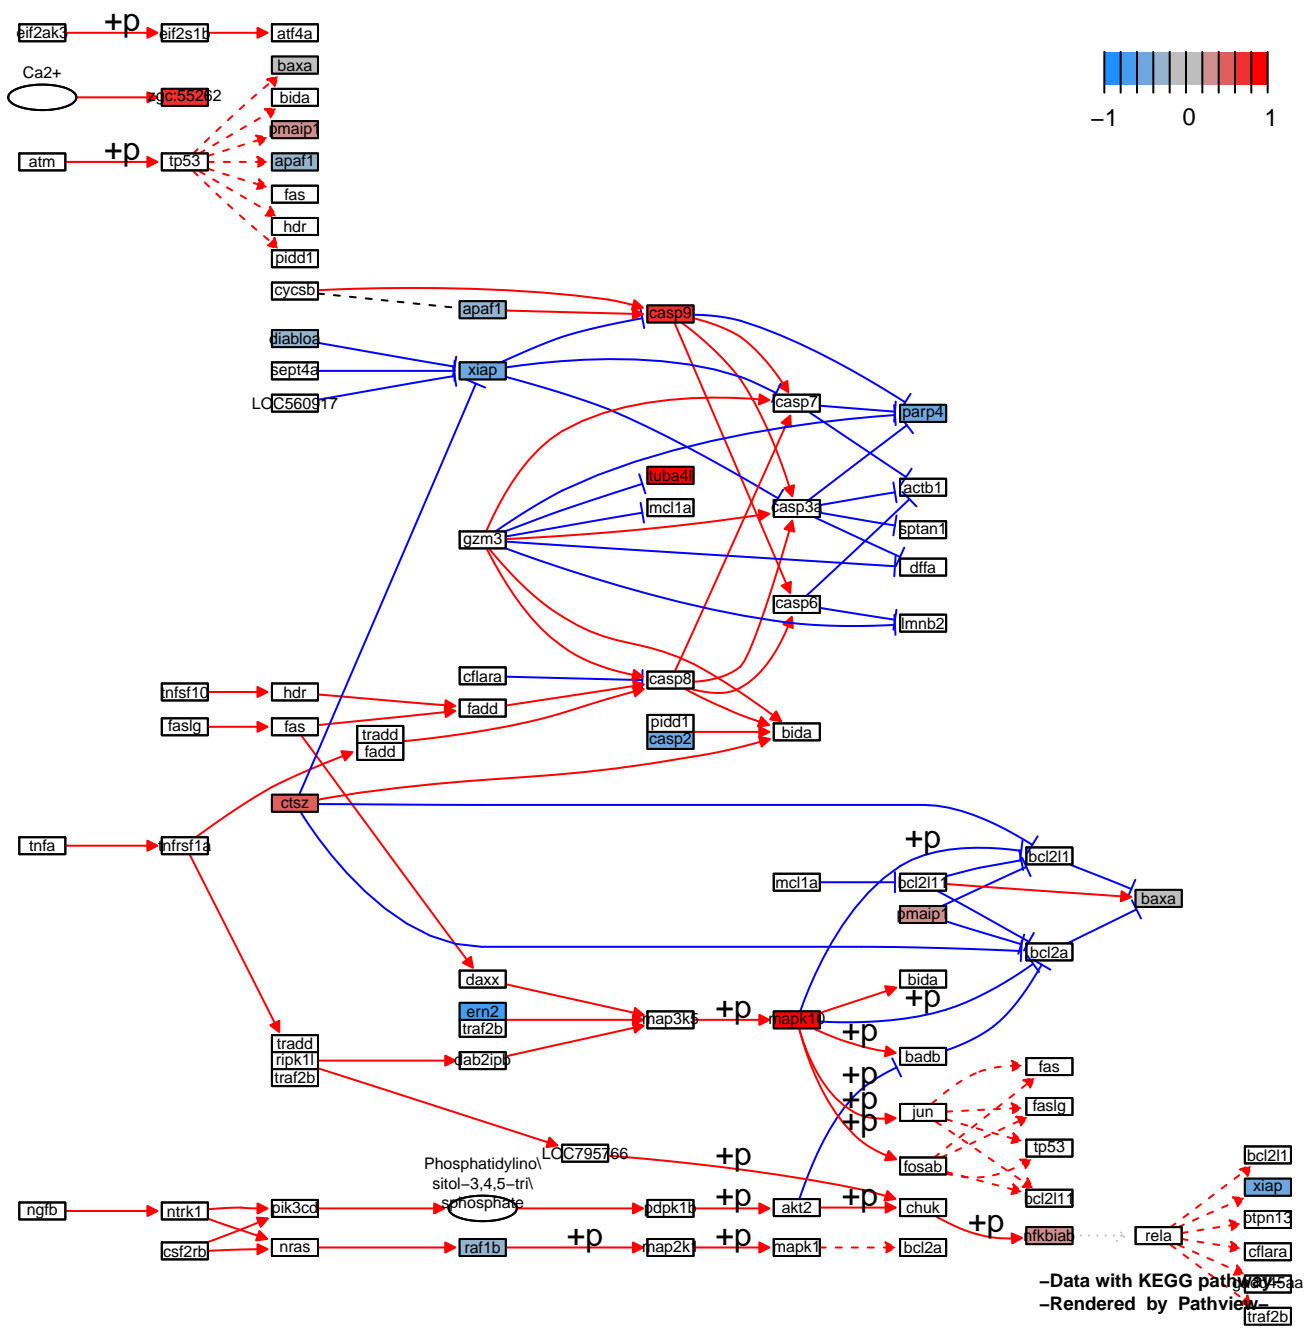 eif2ak3 +p eif2s1b atf4a
baxa
Ca2+
zgc:55262 bida
pmaip1
atm +p tp53 apaf1
fas
hdr
pidd1
−1 0 1
cycsb
apaf1 casp9
diabloa
sept4a xiap
LOC560917 casp7 parp4
tuba4l
actb1
mcl1a casp3a
sptan1
gzm3
dffa
casp6
lmnb2
cflara casp8
tnfsf10 hdr
fadd
faslg fas pidd1
tradd casp2 bida
fadd
ctsz
tnfa tnfrsf1a +p
bcl2l1
mcl1a bcl2l11
baxa
pmaip1
bcl2a
daxx bida
+p
ern2 +p
traf2b map3k5 mapk10
+p
tradd
ripk1l dab2ipb badb
traf2b fas
+p
+p jun faslg
+p
tp53
LOC795766 +p
fosab
bcl2l1
Phosphatidylino\
sitol−3,4,5−tri\
sphosphate
xiap
bcl2l11
ngfb ntrk1 pik3cd pdpk1b +p akt2 +p chuk
ptpn13
+p
nfkbiab rela
csf2rb nras raf1b +p map2k1 +p mapk1 bcl2a
cflara
−Data with KEGG pathway−
gadd45aa
−Rendered by Pathview−
traf2b